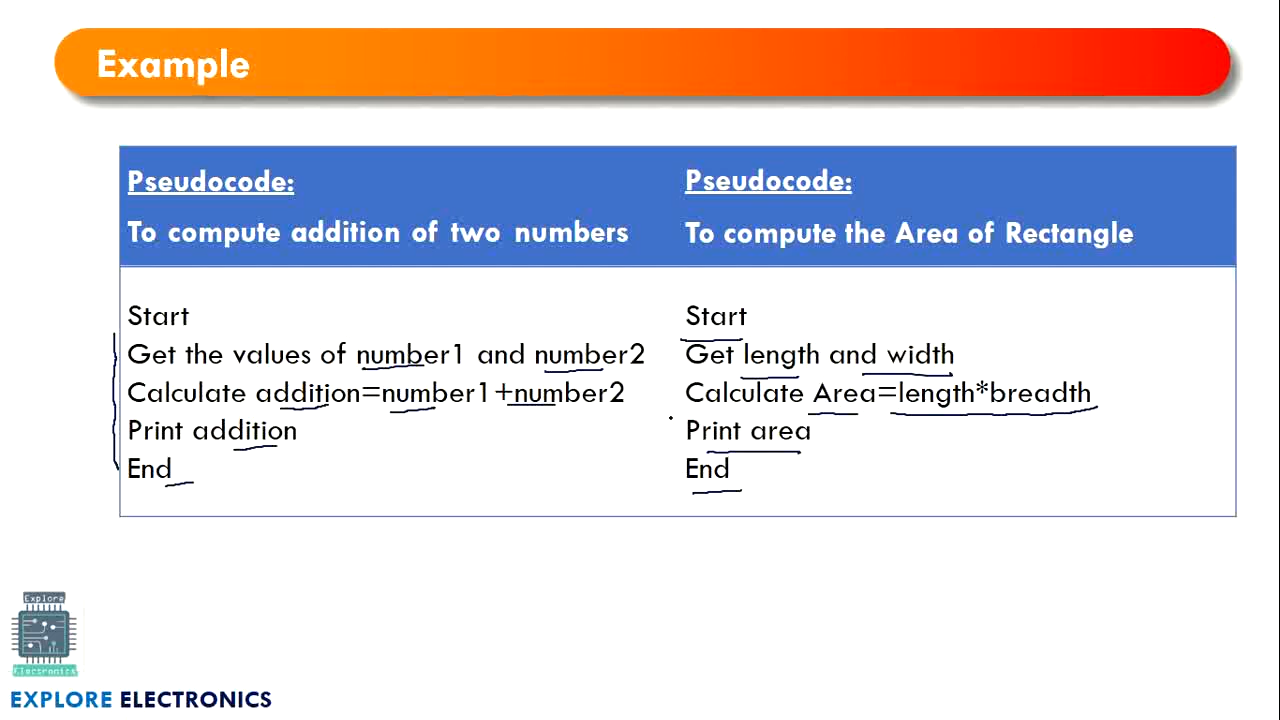 Example
Pseudocode:
To compute addition of two numbers
Start
Get the values of number1 and number2
Calculate addition=number1+number2
Print addition
End
Pseudocode:
To compute the Area of Rectangle
Start
Get length and width
Calculate Area=length*breadth
Print area
End
Explore
Electronics
EXPLORE ELECTRONICS